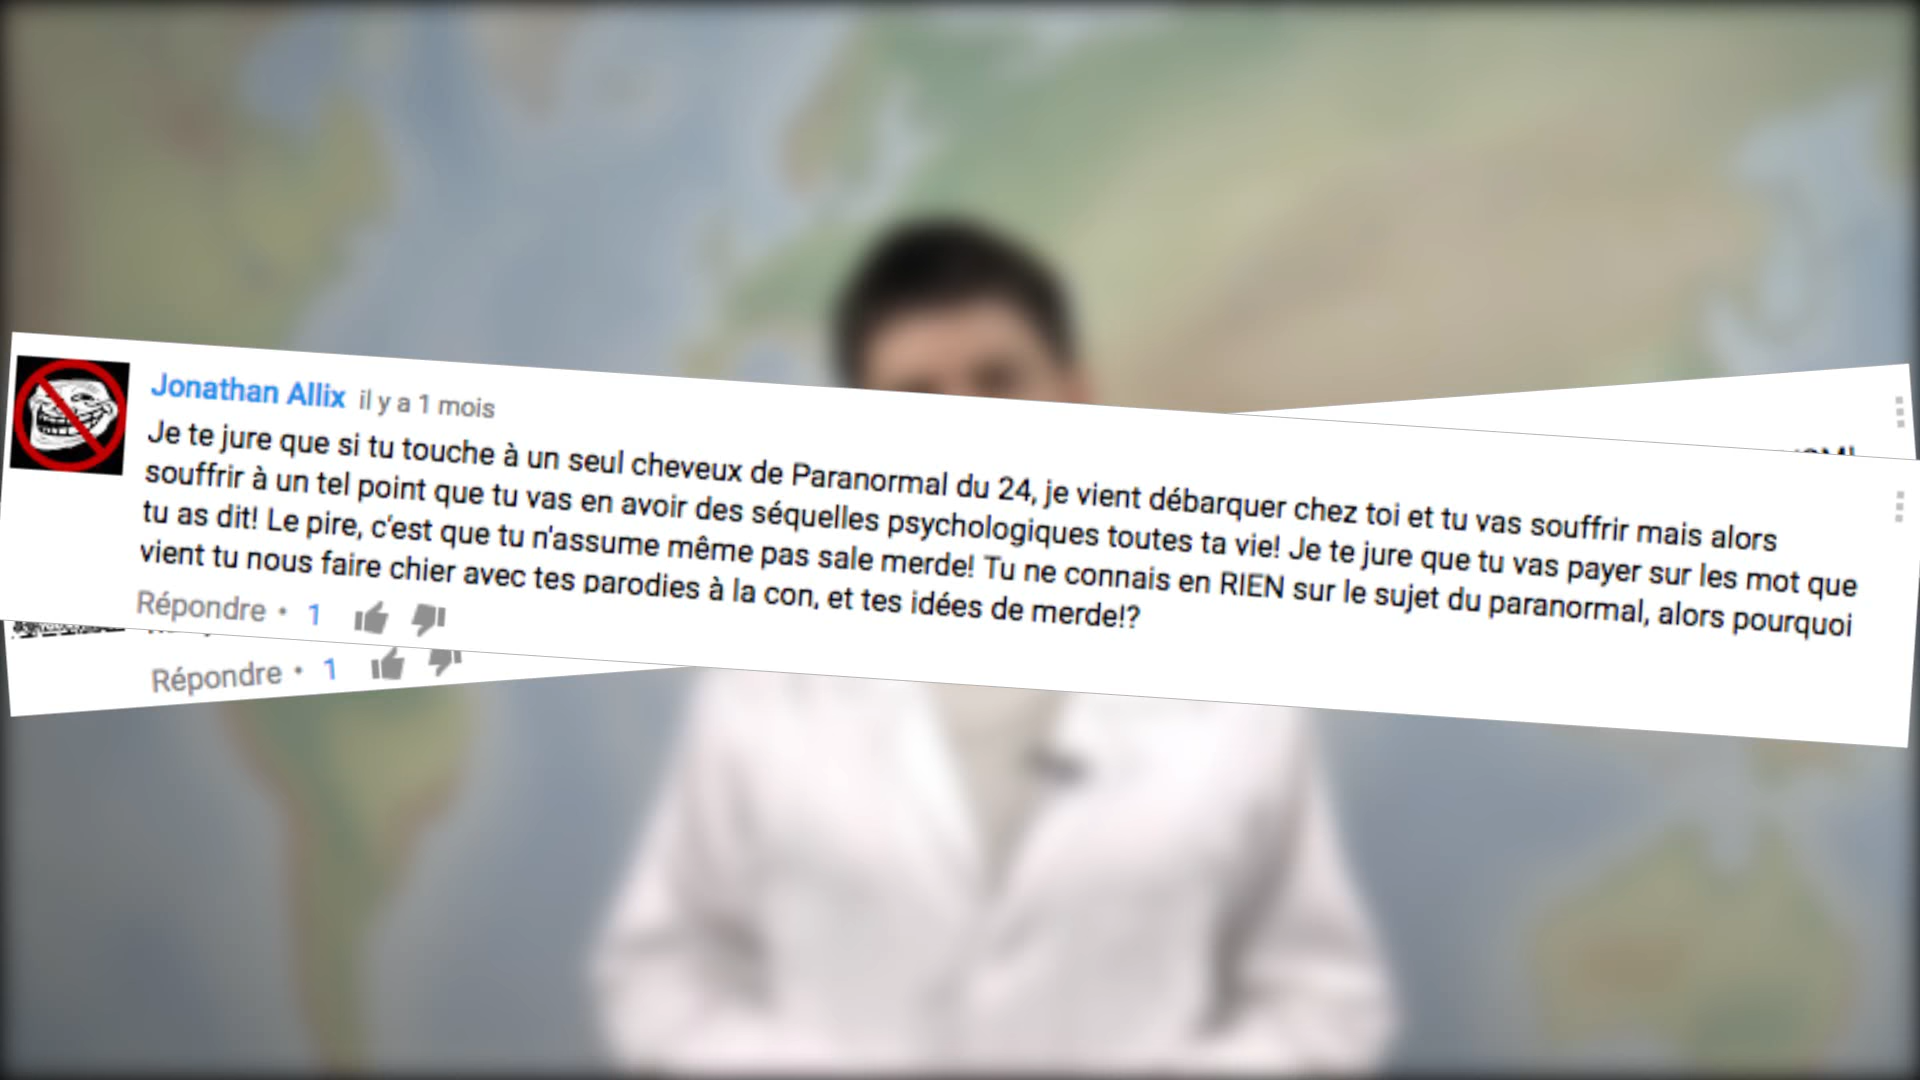 Jonathan Allix il y a 1 mois
Je te jure que si tu touche à un seul cheveux de Paranormal du 24, je vient débarquer chez toi et tu vas souffrir mais alors
souffrir à un tel point que tu vas en avoir des séquelles psychologiques toutes ta vie! Je te jure que tu vas payer sur les mot que
tu as dit! Le pire, c'est que tu n'assume même pas sale merde! Tu ne connais en RIEN sur le sujet du paranormal, alors pourquoi
vient tu nous faire chier avec tes parodies à la con, et tes idées de merde!?
Répondre • 1
Répondre • 1